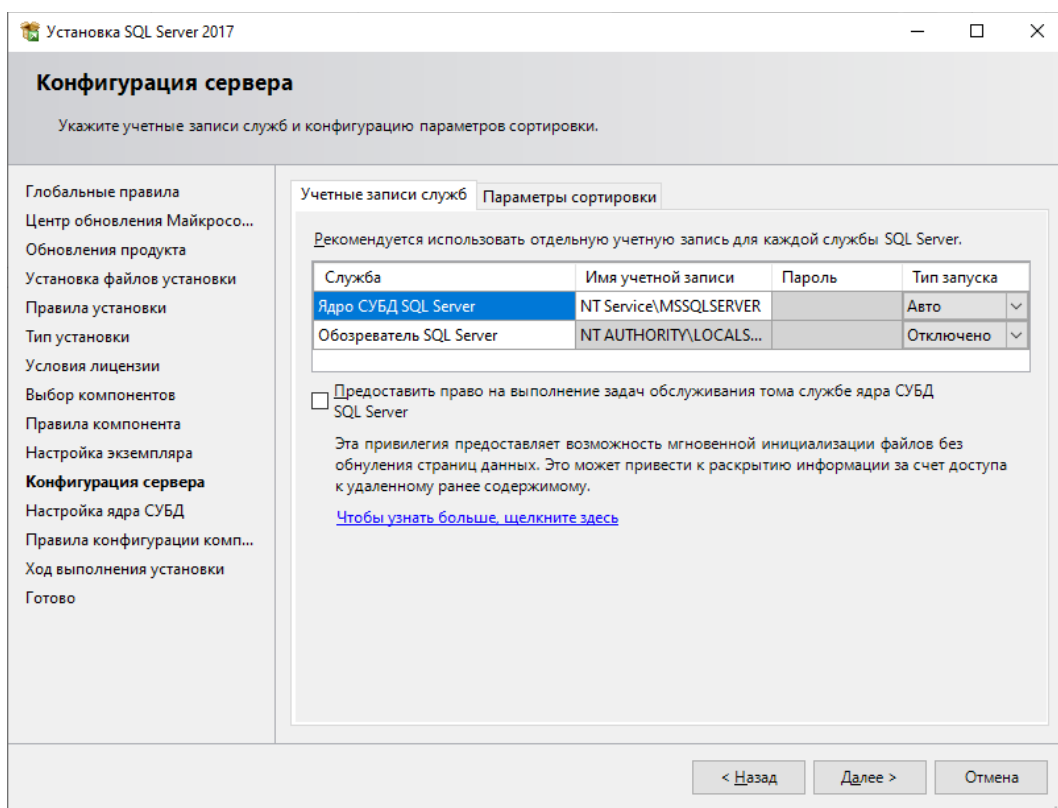 Установка SQL Server 2017
Конфигурация сервера
Укажите учетные записи служб и конфигурацию параметров сортировки.
Глобальные правила
Центр обновления Майкросо...
Обновления продукта
Установка файлов установки
Правила установки
Тип установки
Условия лицензии
Выбор компонентов
Правила компонента
Настройка экземпляра
Конфигурация сервера
Настройка ядра СУБД
Правила конфигурации комп...
Ход выполнения установки
Готово
Учетные записи служб Параметры сортировки
Рекомендуется использовать отдельную учетную запись для каждой службы SQL Server.
Служба Имя учетной записи Пароль Тип запуска
Ядро СУБД SQL Server NT Service\MSSQLSERVER Авто
Обозреватель SQL Server NT AUTHORITY\LOCALS... Отключено
Предоставить право на выполнение задач обслуживания тома службе ядра СУБД
SQL Server
Эта привилегия предоставляет возможность мгновенной инициализации файлов без
обнуления страниц данных. Это может привести к раскрытию информации за счет доступа
к удаленному ранее содержимому.
Чтобы узнать больше, щелкните здесь
< Назад Далее > Отмена